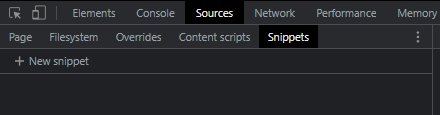 Elements Console Sources Network Performance Memory
Page Filesystem Overrides Content scripts Snippets
+ New snippet